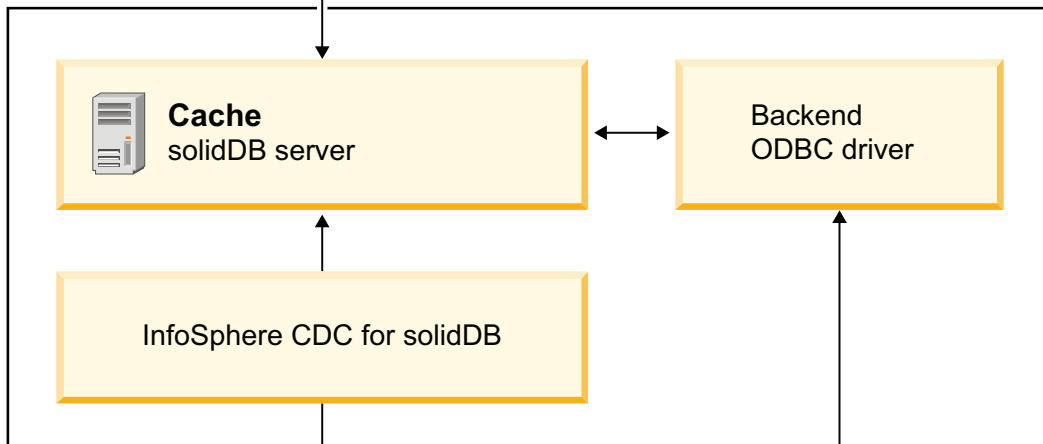 Cache
solidDB server
Backend
ODBC driver
InfoSphere CDC for solidDB